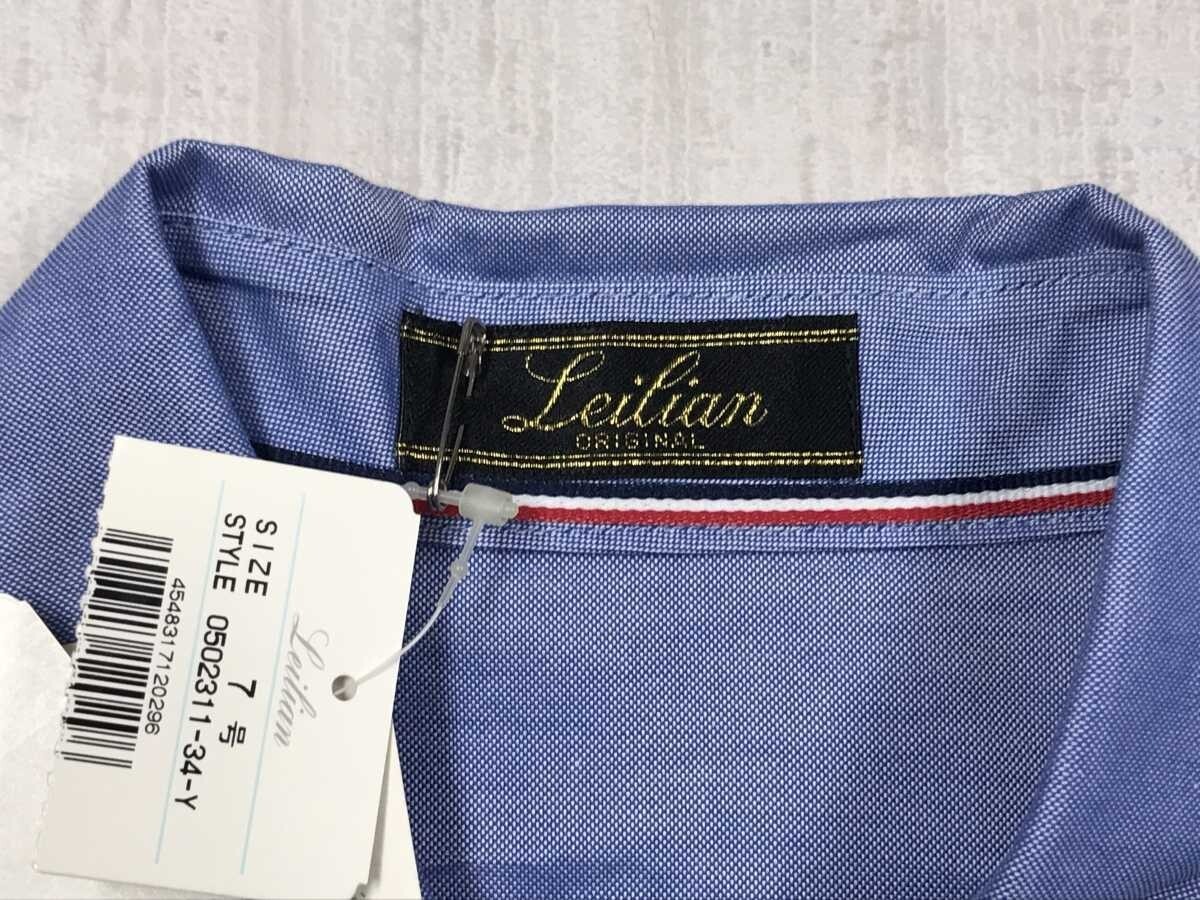 Leilian
ORIGINAL
Leilian
SIZE 7号
STYLE 0502311-34-Y
4548317120296